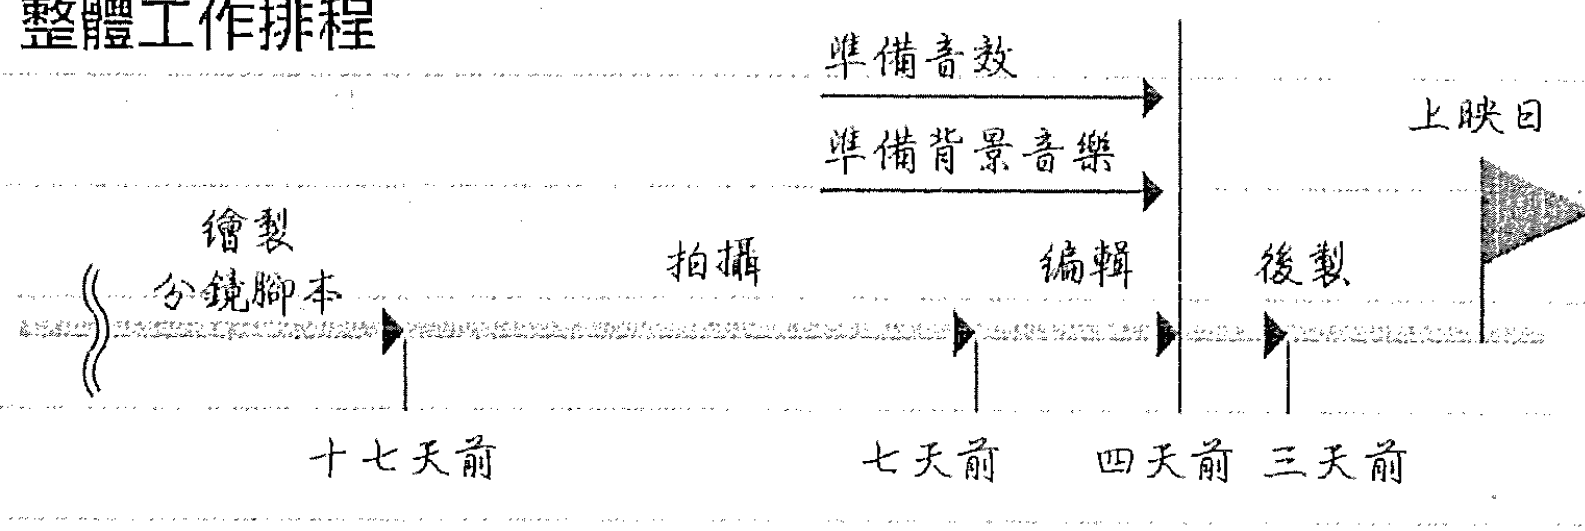 整體工作排程
準備音效
準備背景音樂
上映日
繪製
分鏡腳本
拍攝
編輯
後製
十七天前
七天前
四天前
三天前